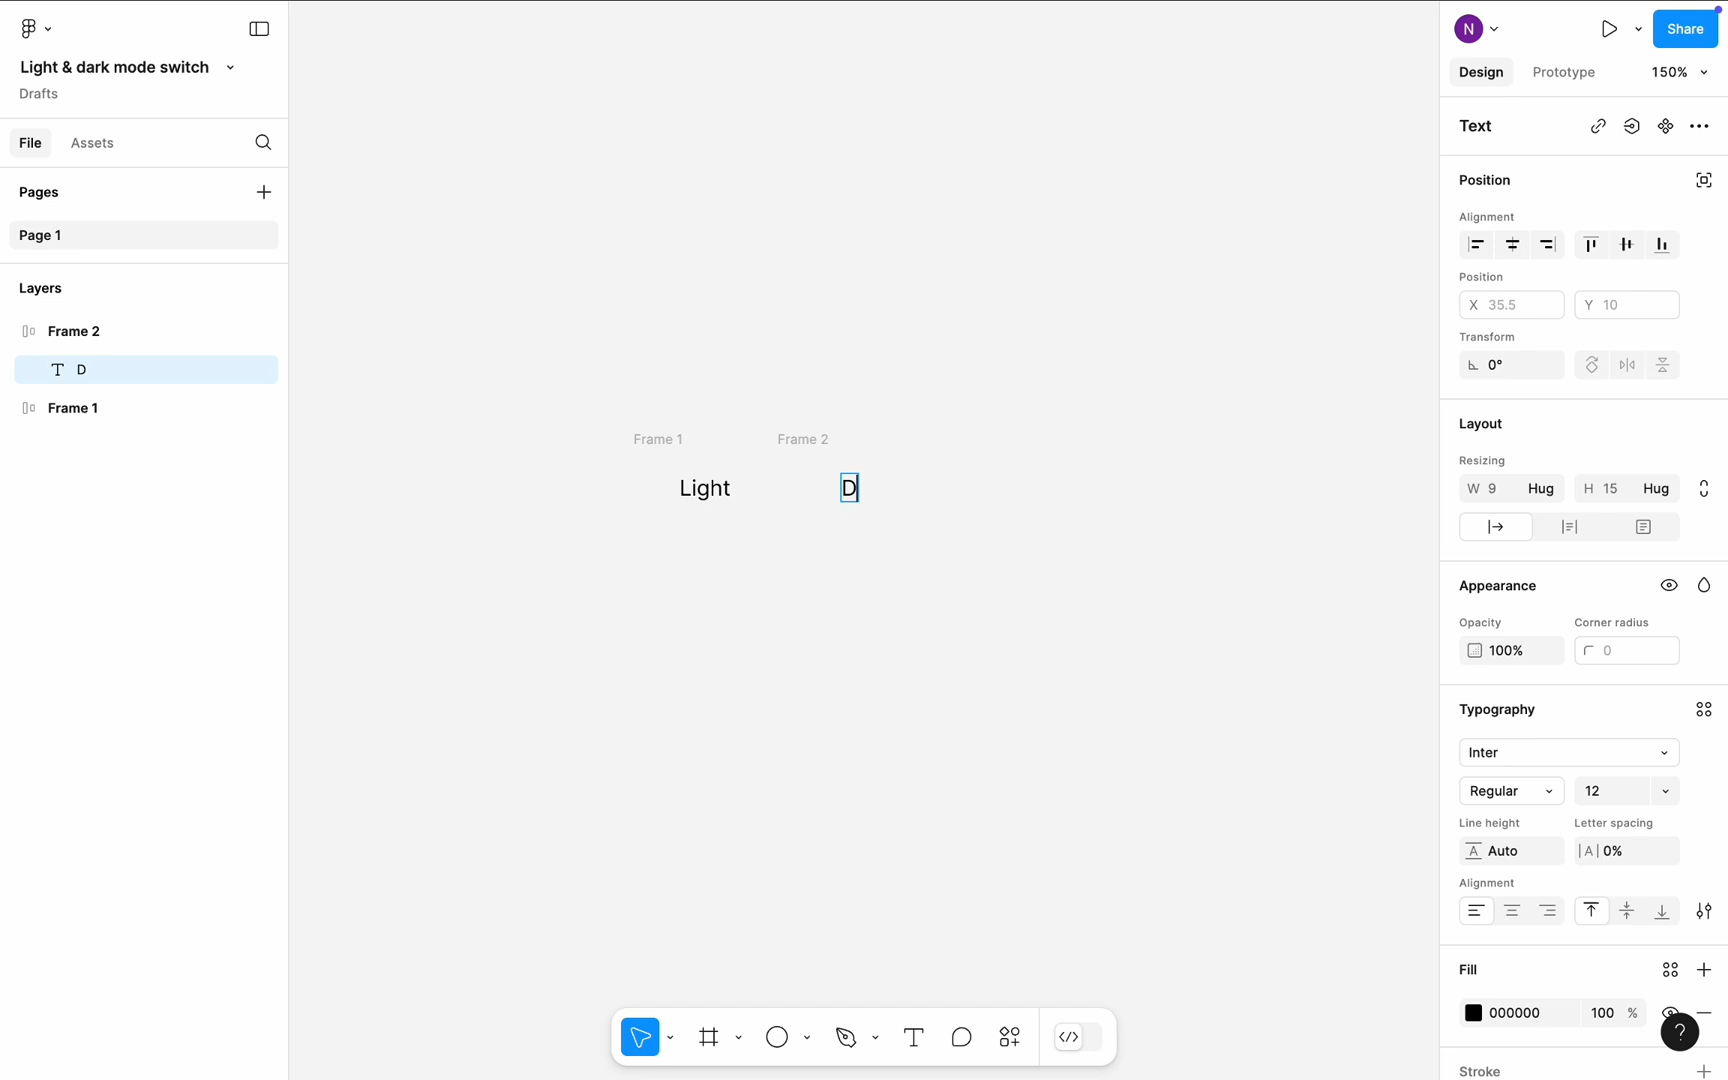 Light & dark mode switch
Drafts
File
Assets
Pages
Page 1
Layers
Frame 2
D
Frame 1
Frame 1
Frame 2
Light
D
N
Share
Design
Prototype
150%
Text
Position
Alignment
Position
X 35.5
Y 10
Transform
0°
Layout
Resizing
W 9 Hug
H 15 Hug
Appearance
Opacity
Corner radius
100%
0
Typography
Inter
Regular
12
Line height
Letter spacing
A Auto
|A| 0%
Alignment
Fill
000000
100 %
?
Stroke